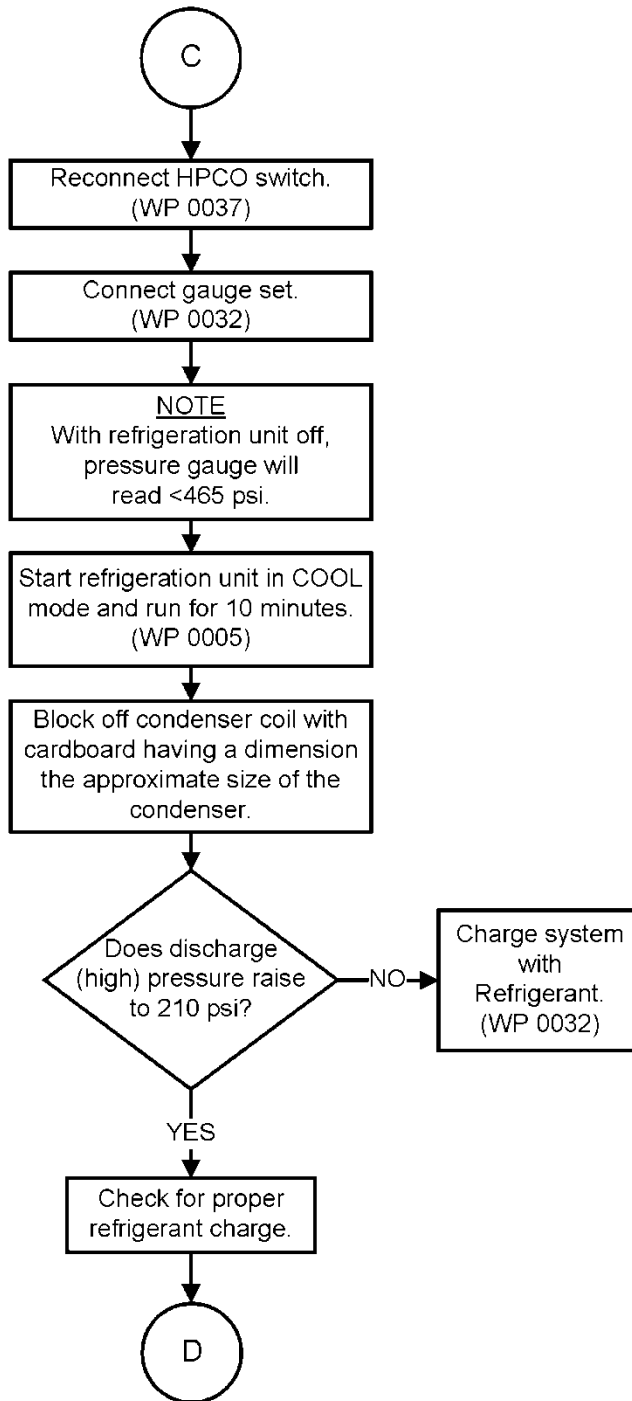 C
Reconnect HPCO switch.
(WP 0037)
Connect gauge set.
(WP 0032)
NOTE
With refrigeration unit off,
pressure gauge will
read <465 psi.
Start refrigeration unit in COOL
mode and run for 10 minutes.
(WP 0005)
Block off condenser coil with
cardboard having a dimension
the approximate size of the
condenser.
Does discharge
(high) pressure raise
to 210 psi?
NO
Charge system
with
Refrigerant.
(WP 0032)
YES
Check for proper
refrigerant charge.
D